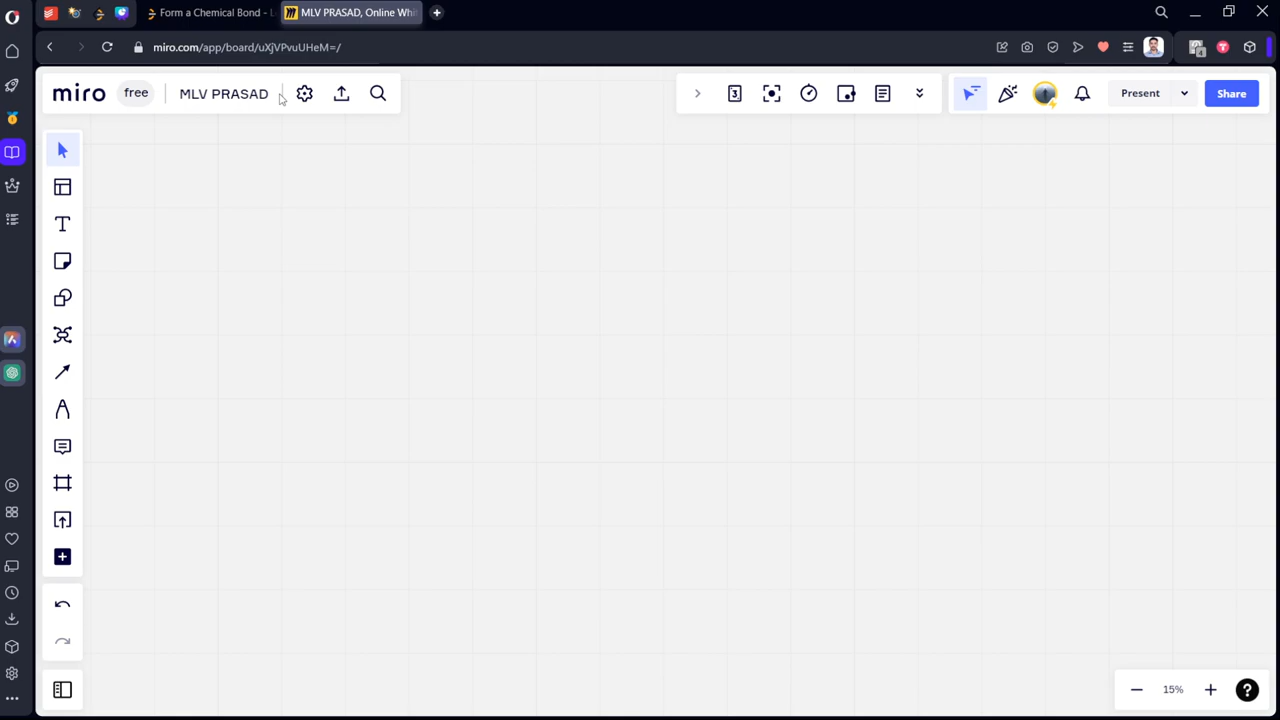 Form a Chemical Bond - L
MLV PRASAD, Online Whi
miro.com/app/board/uXjVPvuUHeM=/
miro free MLV PRASAD
3
Present
Share
15%